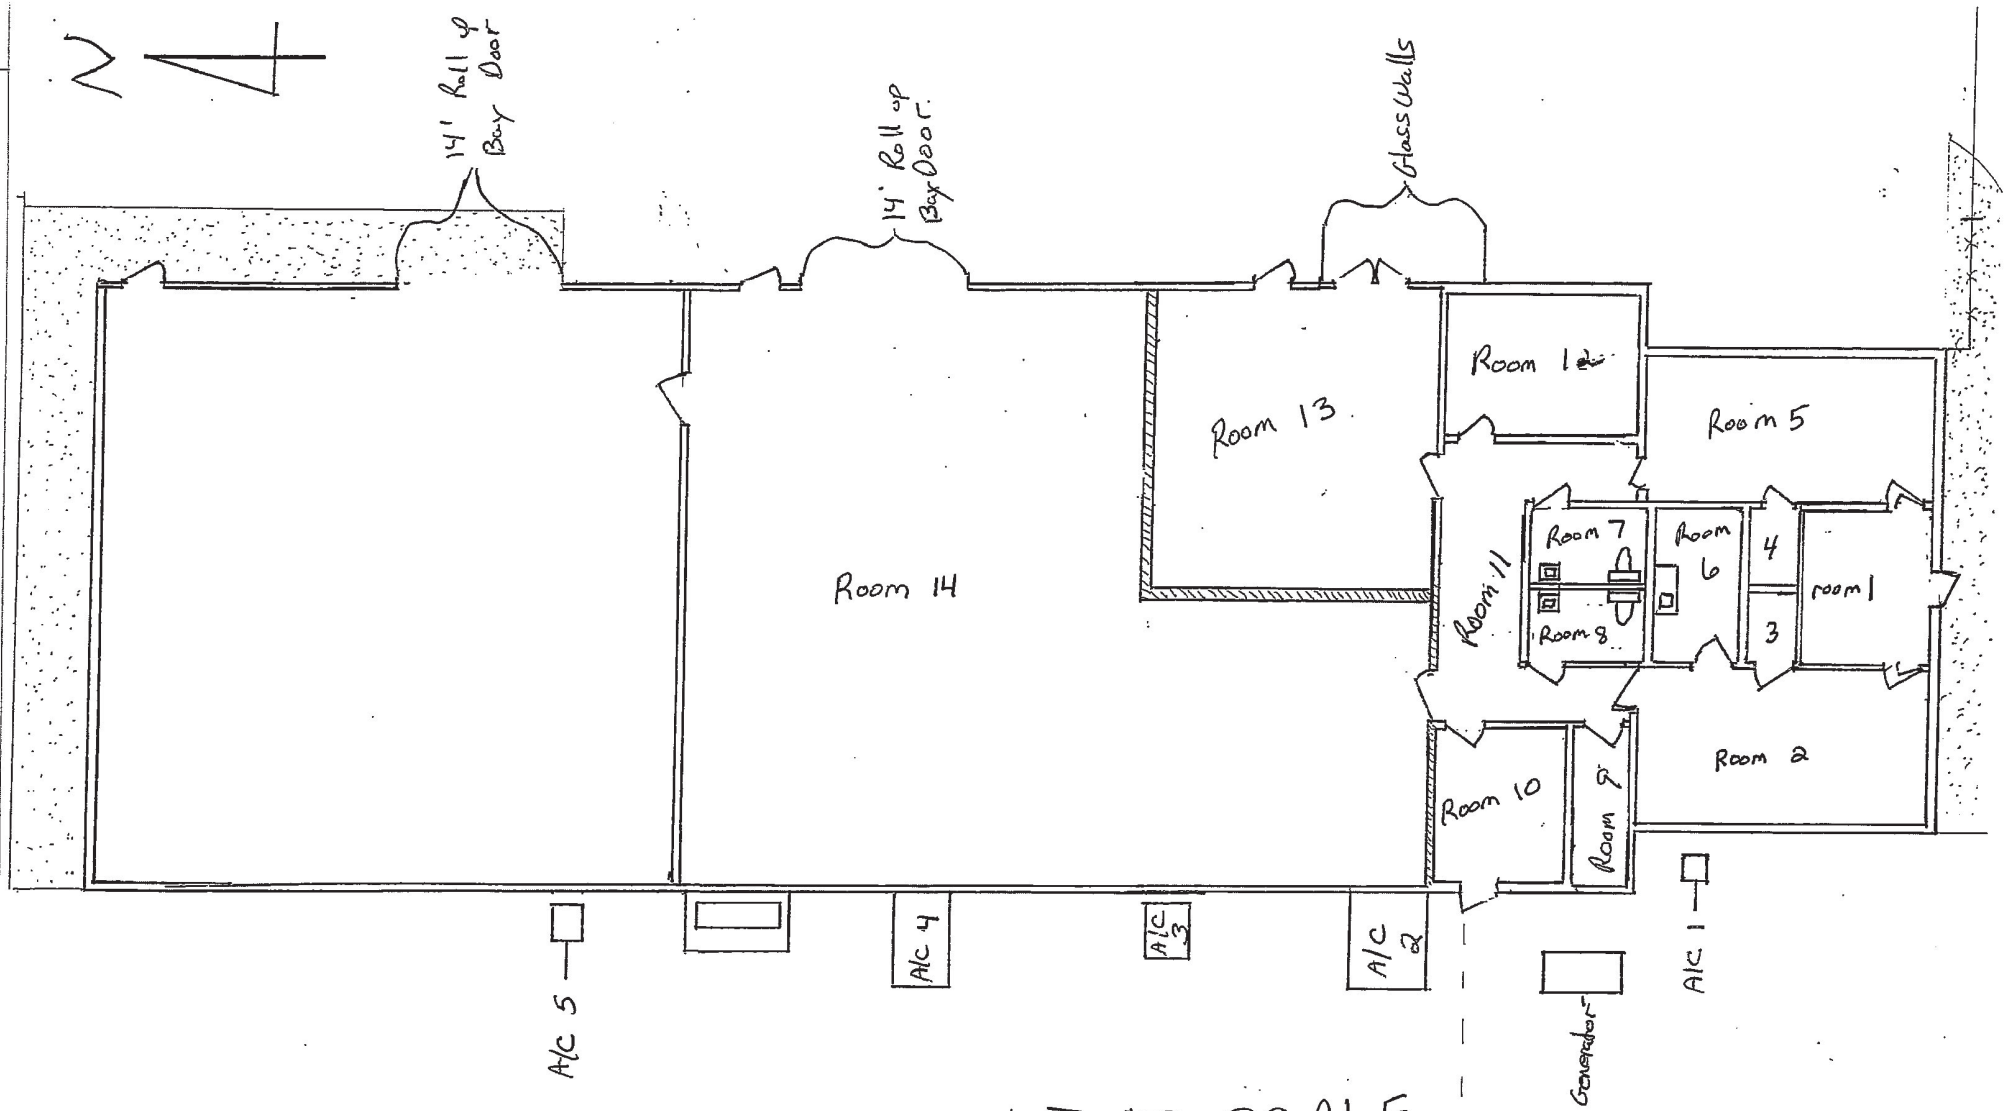 N
14' Roll up
Bay Door
14' Roll up
Bay Door.
Glass Walls
Room 12
Room 5
Room 13
Room 7
Room
6
4
room 1
Room 14
Room 11
Room 8
3
Room 10
Room 9
Room 2
A/C 5
A/C 4
A/C
3
A/C
2
A/C 1
Generator
SCALE